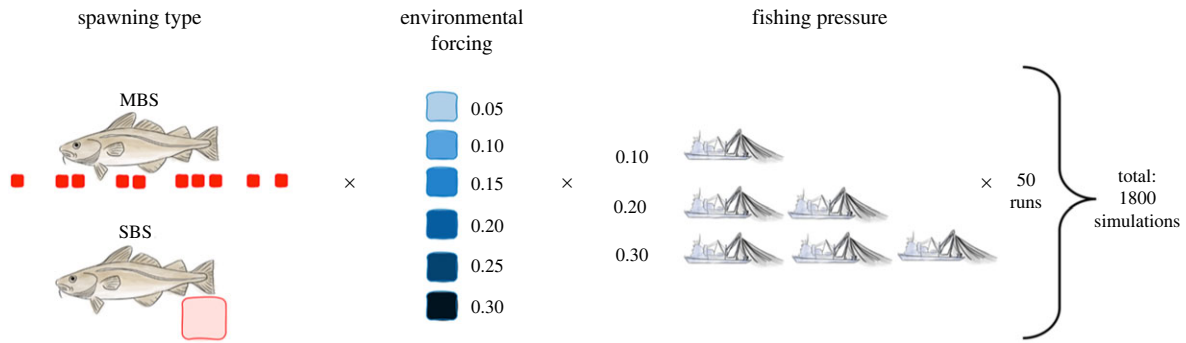 spawning type
environmental
forcing
fishing pressure
MBS
SBS
×
0.05
0.10
0.15
0.20
0.25
0.30
×
0.10
0.20
0.30
×
50
runs
total:
1800
simulations